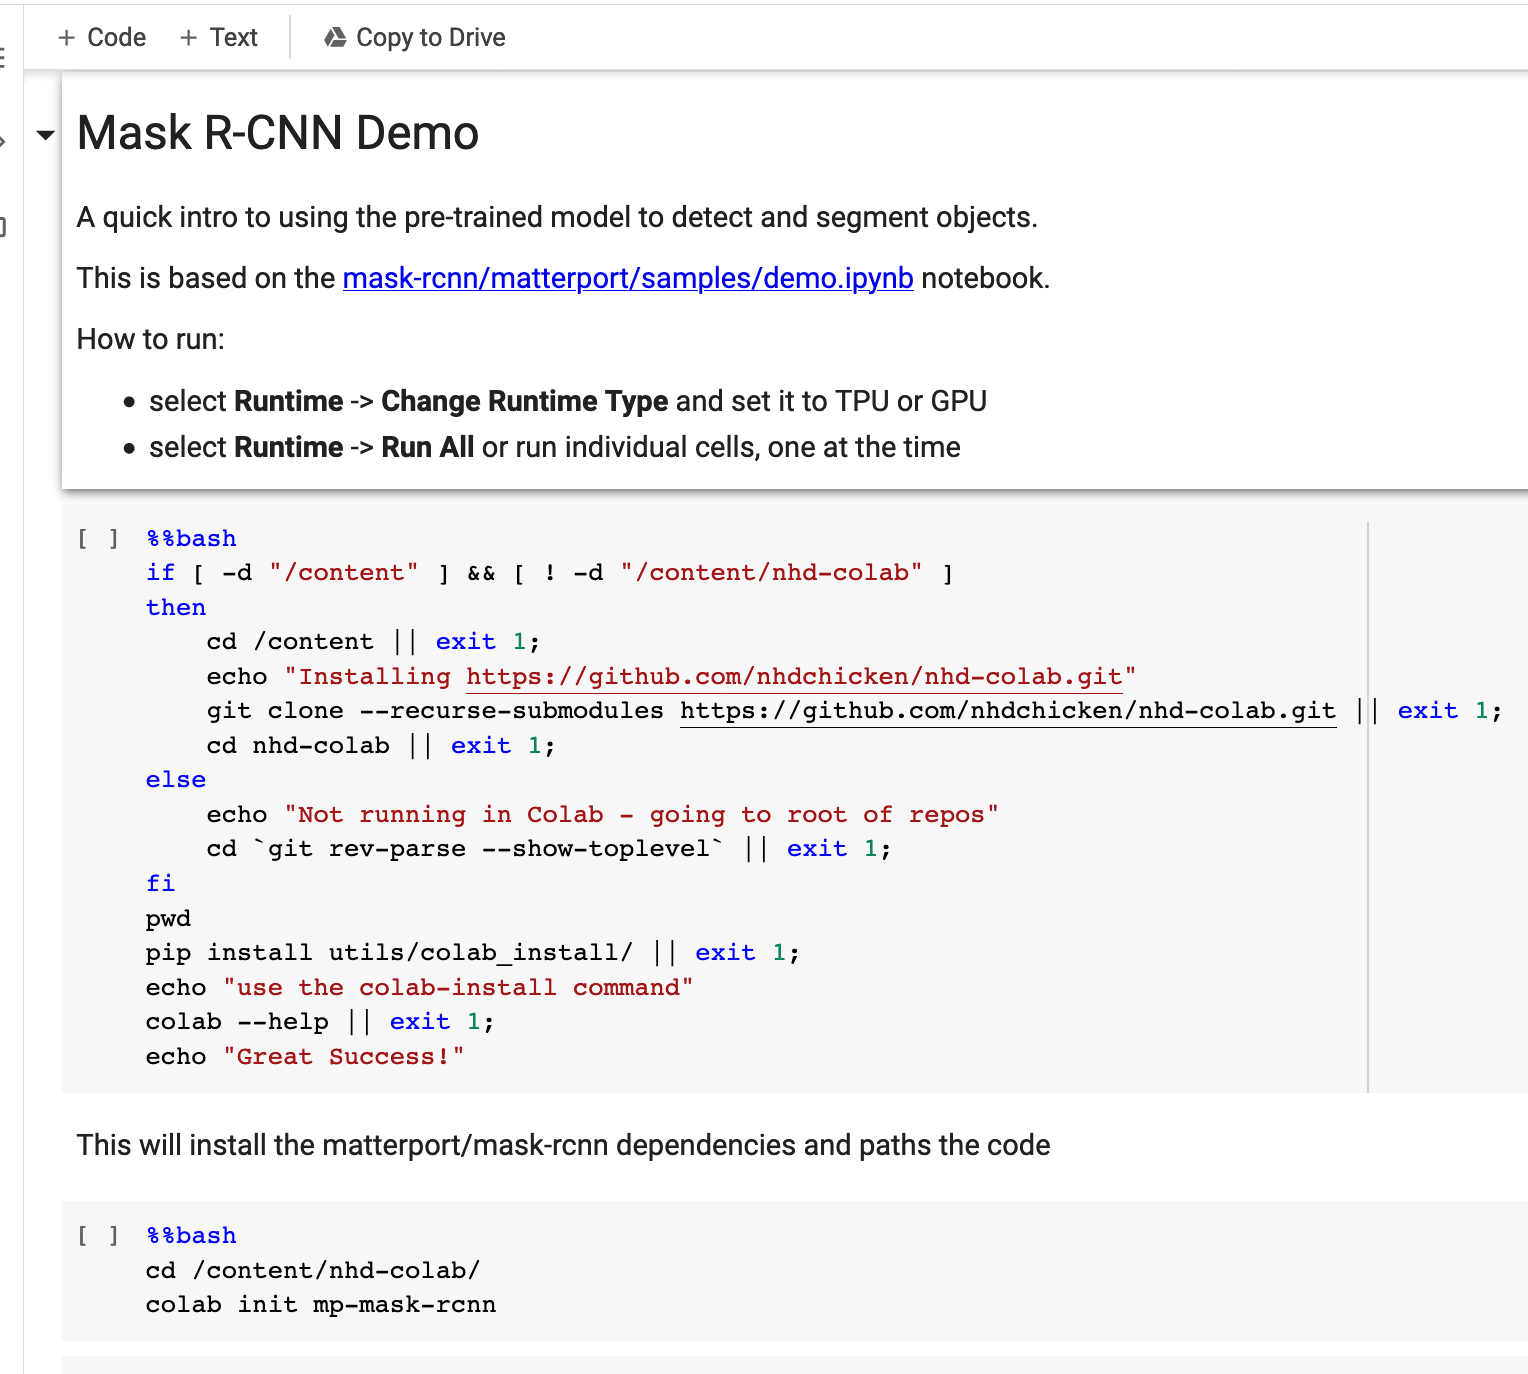 + Code + Text Copy to Drive
Mask R-CNN Demo
A quick intro to using the pre-trained model to detect and segment objects.
This is based on the mask-rcnn/matterport/samples/demo.ipynb notebook.
How to run:
• select Runtime -> Change Runtime Type and set it to TPU or GPU
• select Runtime -> Run All or run individual cells, one at the time
[ ] %%bash
if [ -d "/content" ] && [ ! -d "/content/nhd-colab" ]
then
    cd /content || exit 1;
    echo "Installing https://github.com/nhdchicken/nhd-colab.git"
    git clone --recurse-submodules https://github.com/nhdchicken/nhd-colab.git || exit 1;
    cd nhd-colab || exit 1;
else
    echo "Not running in Colab - going to root of repos"
    cd `git rev-parse --show-toplevel` || exit 1;
fi
pwd
pip install utils/colab_install/ || exit 1;
echo "use the colab-install command"
colab --help || exit 1;
echo "Great Success!"
This will install the matterport/mask-rcnn dependencies and paths the code
[ ] %%bash
cd /content/nhd-colab/
colab init mp-mask-rcnn